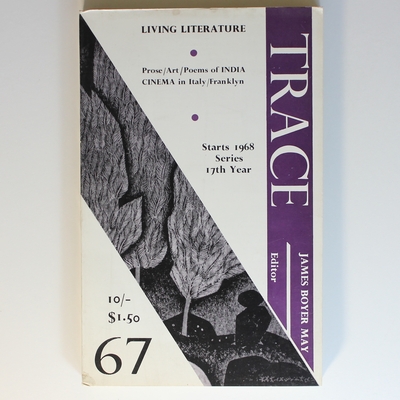 LIVING LITERATURE
Prose/Art/Poems of INDIA
CINEMA in Italy/Franklyn
Starts 1968
Series
17th Year
TRACE
JAMES BOYER MAY
Editor
10/-
$1.50
67